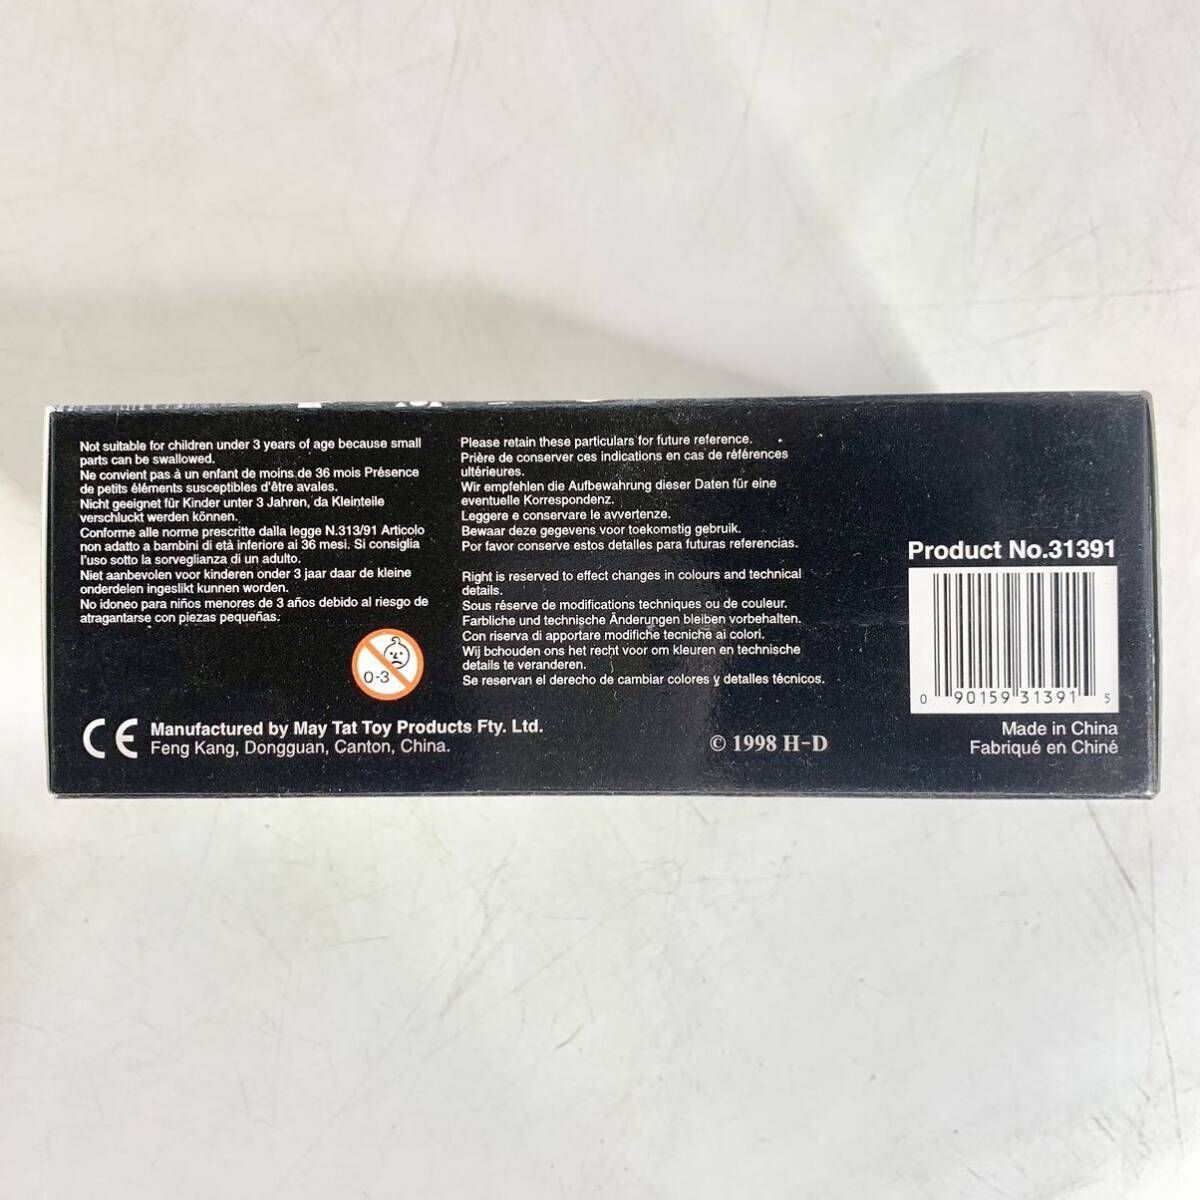 Not suitable for children under 3 years of age because small
parts can be swallowed.
Ne convient pas à un enfant de moins de 36 mois Présence
de petits éléments susceptibles d'être avales.
Nicht geeignet für Kinder unter 3 Jahren, da Kleinteile
verschluckt werden können.
Conforme alle norme prescritte dalla legge N.313/91 Articolo
non adatto a bambini di età inferiore ai 36 mesi. Si consiglia
l'uso sotto la sorveglianza di un adulto.
Niet aanbevolen voor kinderen onder 3 jaar daar de kleine
onderdelen ingeslikt kunnen worden.
No idoneo para niños menores de 3 años debido al riesgo de
atragantarse con piezas pequeñas.
0-3
CE
Manufactured by May Tat Toy Products Fty. Ltd.
Feng Kang, Dongguan, Canton, China.
Please retain these particulars for future reference.
Prière de conserver ces indications en cas de références
ultérieures.
Wir empfehlen die Aufbewahrung dieser Daten für eine
eventuelle Korrespondenz.
Leggere e conservare le avvertenze.
Bewaar deze gegevens voor toekomstig gebruik.
Por favor conserve estos detalles para futuras referencias.
Right is reserved to effect changes in colours and technical
details.
Sous réserve de modifications techniques ou de couleur.
Farbliche und technische Änderungen bleiben vorbehalten.
Con riserva di apportare modifiche tecniche ai colori.
Wij bchouden ons het recht voor om kleuren en technische
details te veranderen.
Se reservan el derecho de cambiar colores y detalles técnicos.
© 1998 H-D
Product No.31391
0 90159 31391 5
Made in China
Fabriqué en Chiné